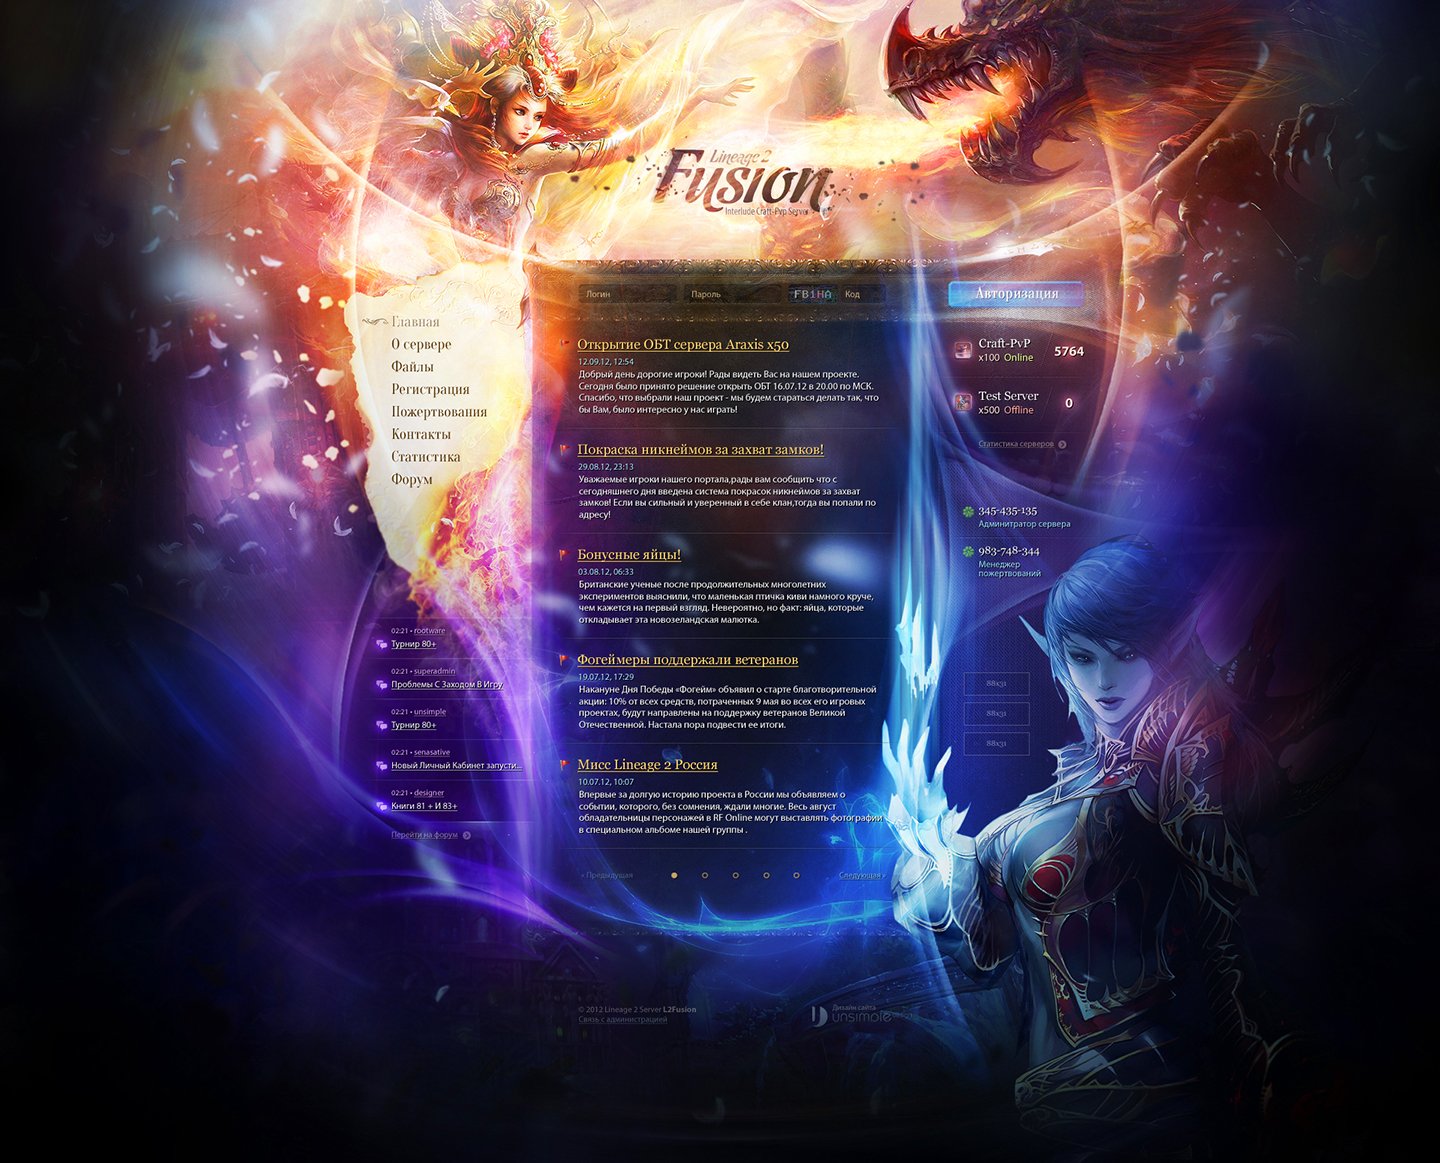 Lineage 2
Fusion
Interlude Craft-Pvp Server
Логин
Пароль
FB1HA
Код
Авторизация
Главная
О сервере
Файлы
Регистрация
Пожертвования
Контакты
Статистика
Форум
Открытие ОБТ сервера Araxis x50
12.09.12, 12:54
Добрый день дорогие игроки! Рады видеть Вас на нашем проекте.
Сегодня было принято решение открыть ОБТ 16.07.12 в 20.00 по МСК.
Спасибо, что выбрали наш проект - мы будем стараться делать так, что
бы Вам, было интересно у нас играть!
Покраска никнеймов за захват замков!
29.08.12, 23:13
Уважаемые игроки нашего портала,рады вам сообщить что с
сегодняшнего дня введена система покрасок никнеймов за захват
замков! Если вы сильный и уверенный в себе клан,тогда вы попали по
адресу!
Бонусные яйцы!
03.08.12, 06:33
Британские ученые после продолжительных многолетних
экспериментов выяснили, что маленькая птичка киви намного круче,
чем кажется на первый взгляд. Невероятно, но факт: яйца, которые
откладывает эта новозеландская малютка.
Фогеймеры поддержали ветеранов
19.07.12, 17:29
Накануне Дня Победы «Фогейм» объявил о старте благотворительной
акции: 10% от всех средств, потраченных 9 мая во всех его игровых
проектах, будут направлены на поддержку ветеранов Великой
Отечественной. Настала пора подвести ее итоги.
Мисс Lineage 2 Россия
10.07.12, 10:07
Впервые за долгую историю проекта в России мы объявляем о
событии, которого, без сомнения, ждали многие. Весь август
обладательницы персонажей в RF Online могут выставлять фотографии
в специальном альбоме нашей группы .
« Предыдущая
Следующая »
Craft-PvP
x100 Online
5764
Test Server
x500 Offline
0
Статистика серверов
345-435-135
Админитратор сервера
983-748-344
Менеджер
пожертвований
88x31
88x31
88x31
02:21 • rootware
Турнир 80+
02:21 • superadmin
Проблемы С Заходом В Игру
02:21 • unsimple
Турнир 80+
02:21 • senasative
Новый Личный Кабинет запусти...
02:21 • designer
Книги 81 + И 83+
Перейти на форум
© 2012 Lineage 2 Server L2Fusion
Связь с администрацией
Дизайн сайта
unsimple